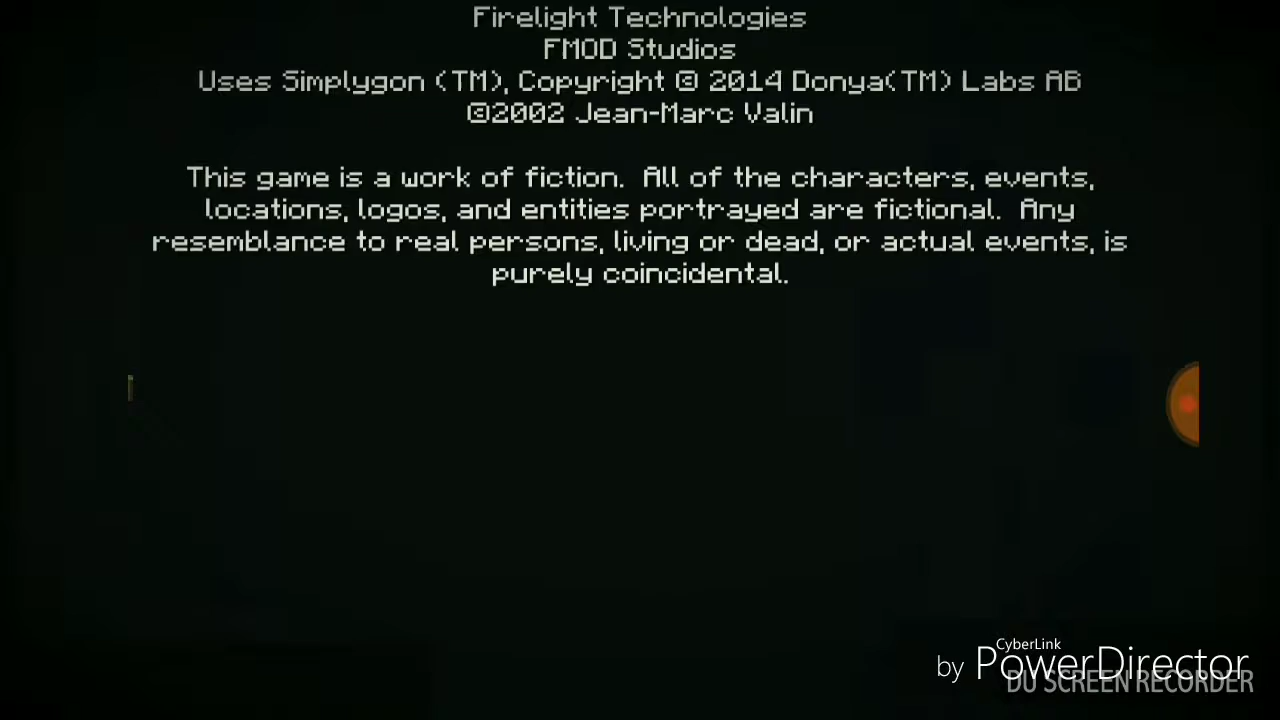 Firelight Technologies
FMOD Studios
Uses Simplygon (TM), Copyright © 2014 Donya(TM) Labs AB
©2002 Jean-Marc Valin
This game is a work of fiction.  All of the characters, events,
locations, logos, and entities portrayed are fictional.  Any
resemblance to real persons, living or dead, or actual events, is
purely coincidental.
CyberLink
by PowerDirector
DU SCREEN RECORDER